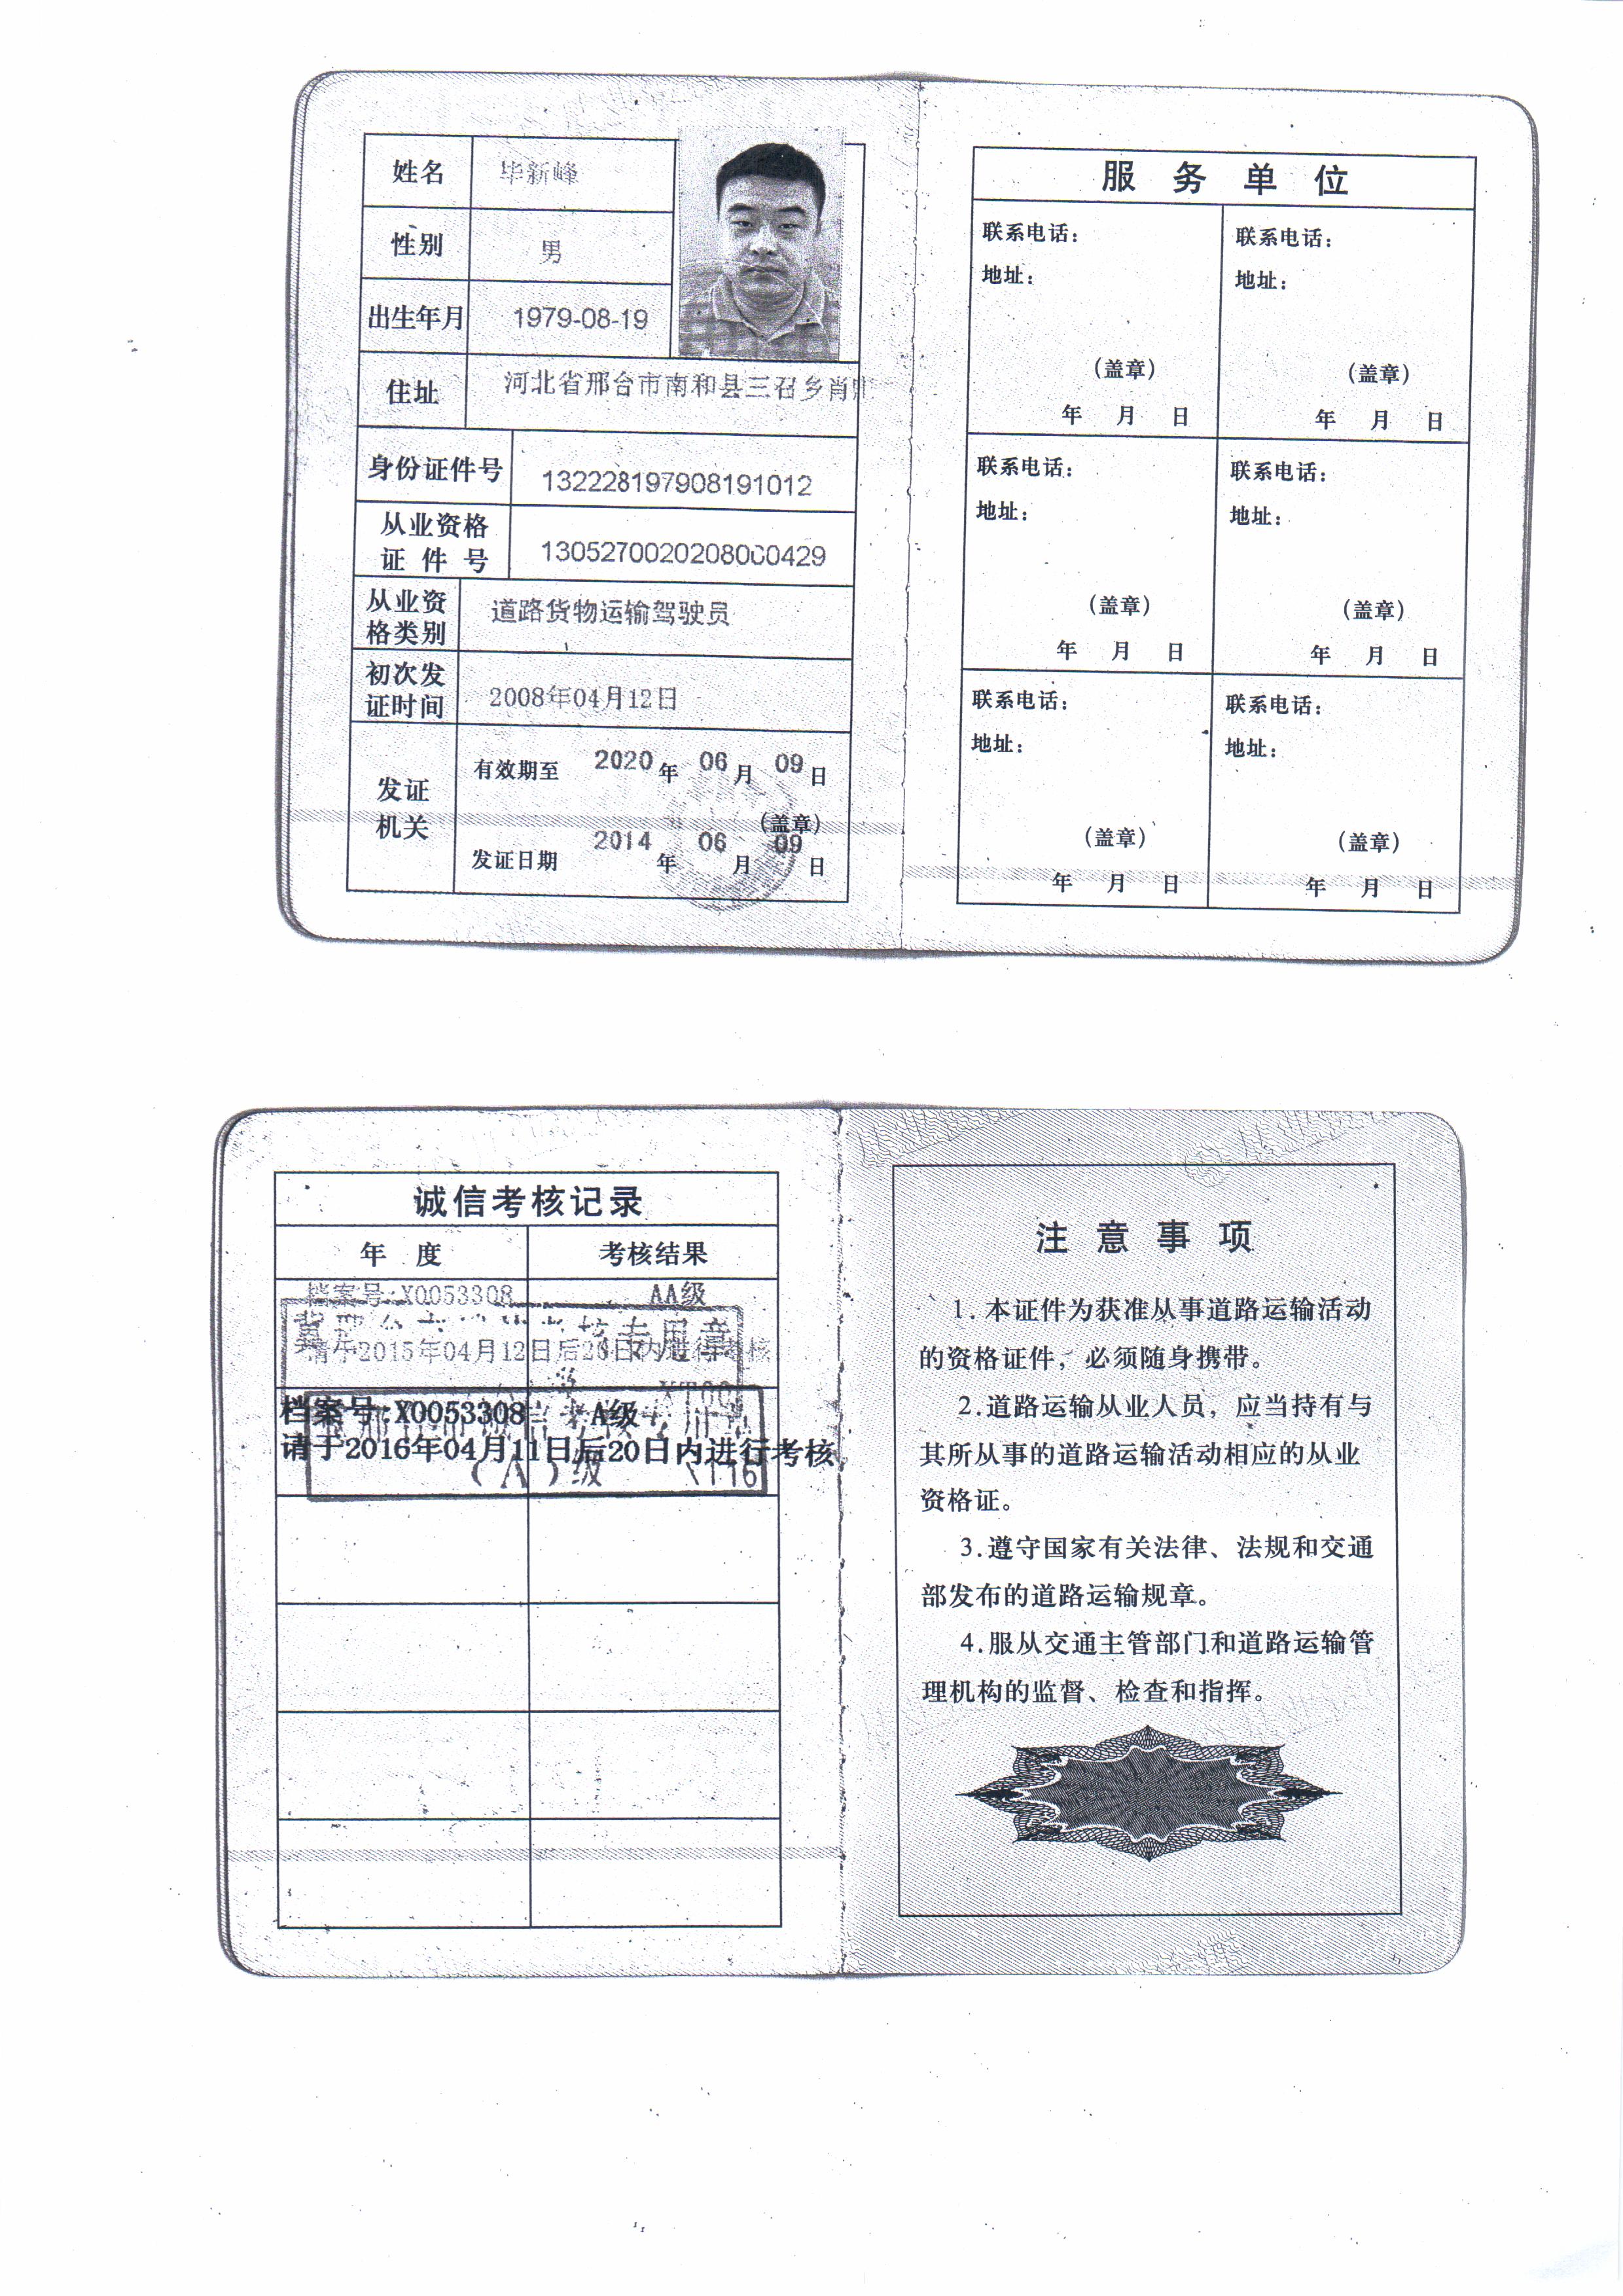 姓名 毕新峰
性别 男
出生年月 1979-08-19
住址 河北省邢台市南和县三召乡肖
身份证件号 132228197908191012
从业资格
证件号 1305270020208000429
从业资
格类别 道路货物运输驾驶员
初次发
证时间 2008年04月12日
发证
机关
有效期至 2020年06月09日
(盖章)
发证日期 2014年06月09日
服务单位
联系电话: 联系电话:
地址: 地址:
(盖章) (盖章)
年 月 日 年 月 日
联系电话: 联系电话:
地址: 地址:
(盖章) (盖章)
年 月 日 年 月 日
联系电话: 联系电话:
地址: 地址:
(盖章) (盖章)
年 月 日 年 月 日
诚信考核记录
年度 考核结果
档案号:X0053308 AA级
请于2015年04月12日后20日内进行考核
档案号:X0053308 A级
请于2016年04月11日后20日内进行考核
(A)级
注意事项
1.本证件为获准从事道路运输活动
的资格证件,必须随身携带。
2.道路运输从业人员,应当持有与
其所从事的道路运输活动相应的从业
资格证。
3.遵守国家有关法律、法规和交通
部发布的道路运输规章。
4.服从交通主管部门和道路运输管
理机构的监督、检查和指挥。